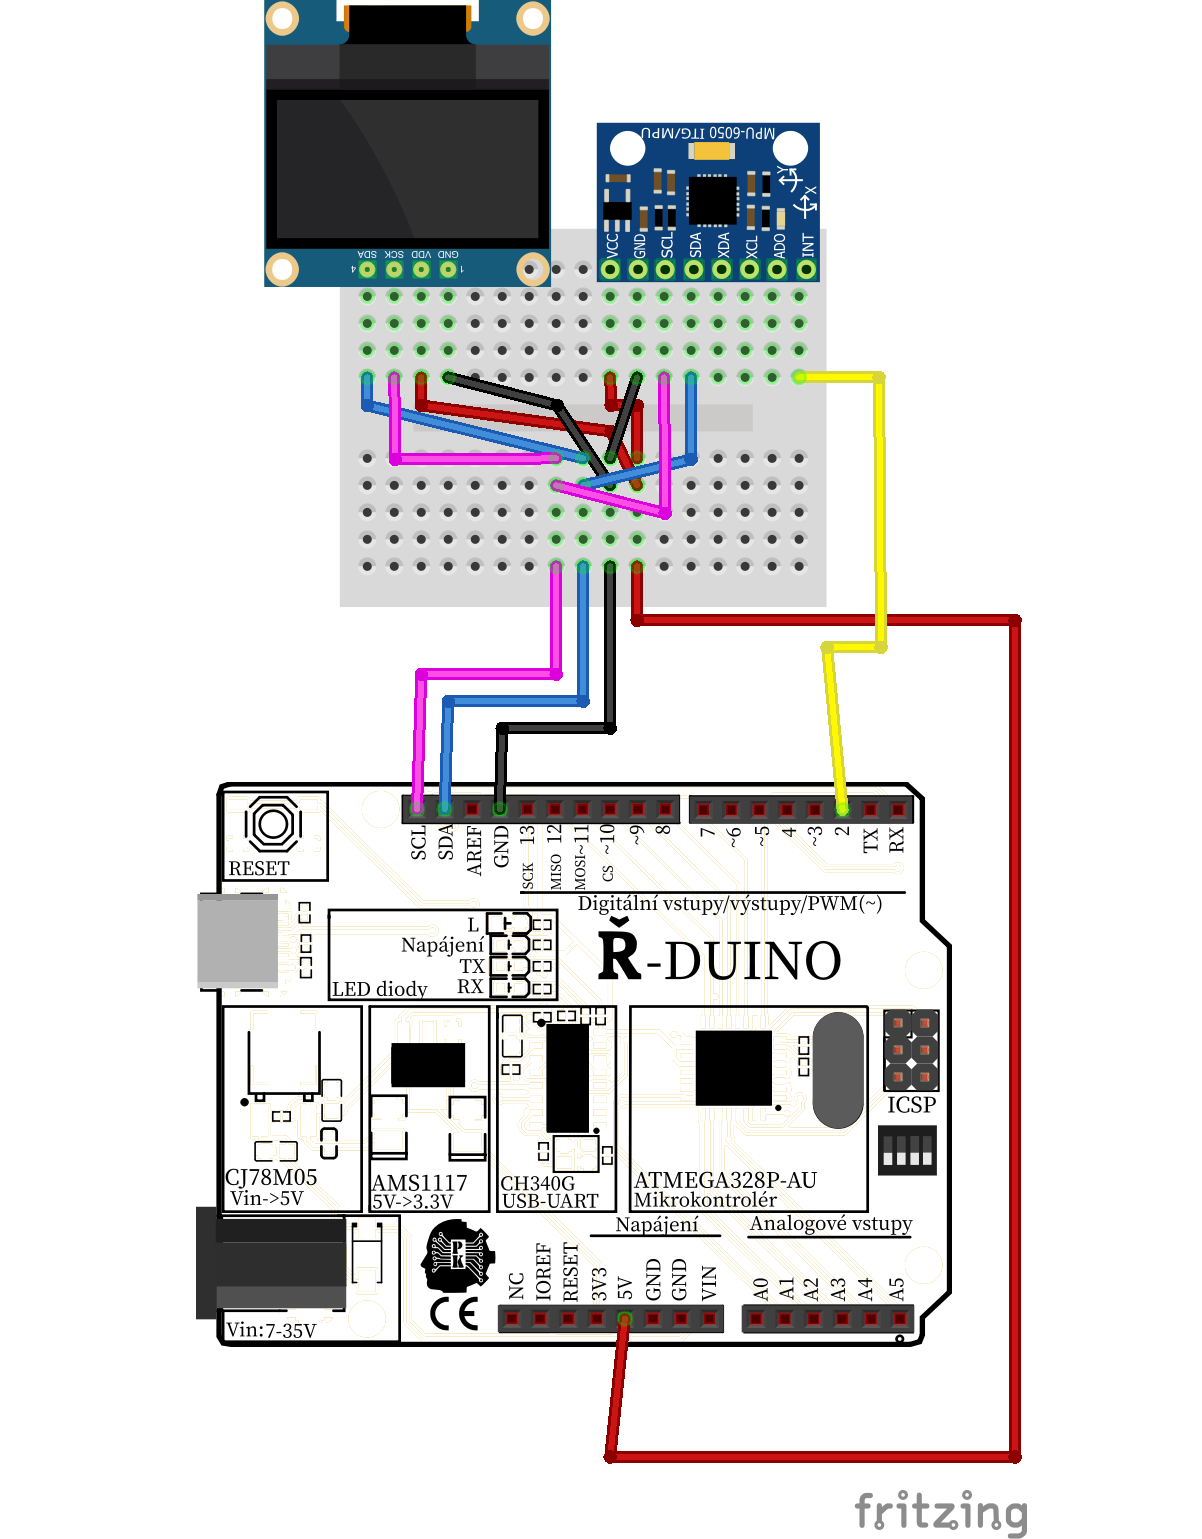 MPU-6050 ITG/MPU
Y
X
VCC
GND
SCL
SDA
XDA
XCL
ADO
INT
SDA
SCK
VDD
GND
4
1
SCL
SDA
AREF
GND
13
12
~11
~10
~9
8
7
~6
~5
4
~3
2
TX
RX
SCK
MISO
MOSI
CS
RESET
Digitální vstupy/výstupy/PWM(~)
Ř-DUINO
L
Napájení
TX
RX
LED diody
CJ78M05
Vin->5V
AMS1117
5V->3.3V
CH340G
USB-UART
ATMEGA328P-AU
Mikrokontrolér
ICSP
Napájení
Analogové vstupy
PK
CE
NC
IOREF
RESET
3V3
5V
GND
GND
VIN
A0
A1
A2
A3
A4
A5
Vin:7-35V
fritzing